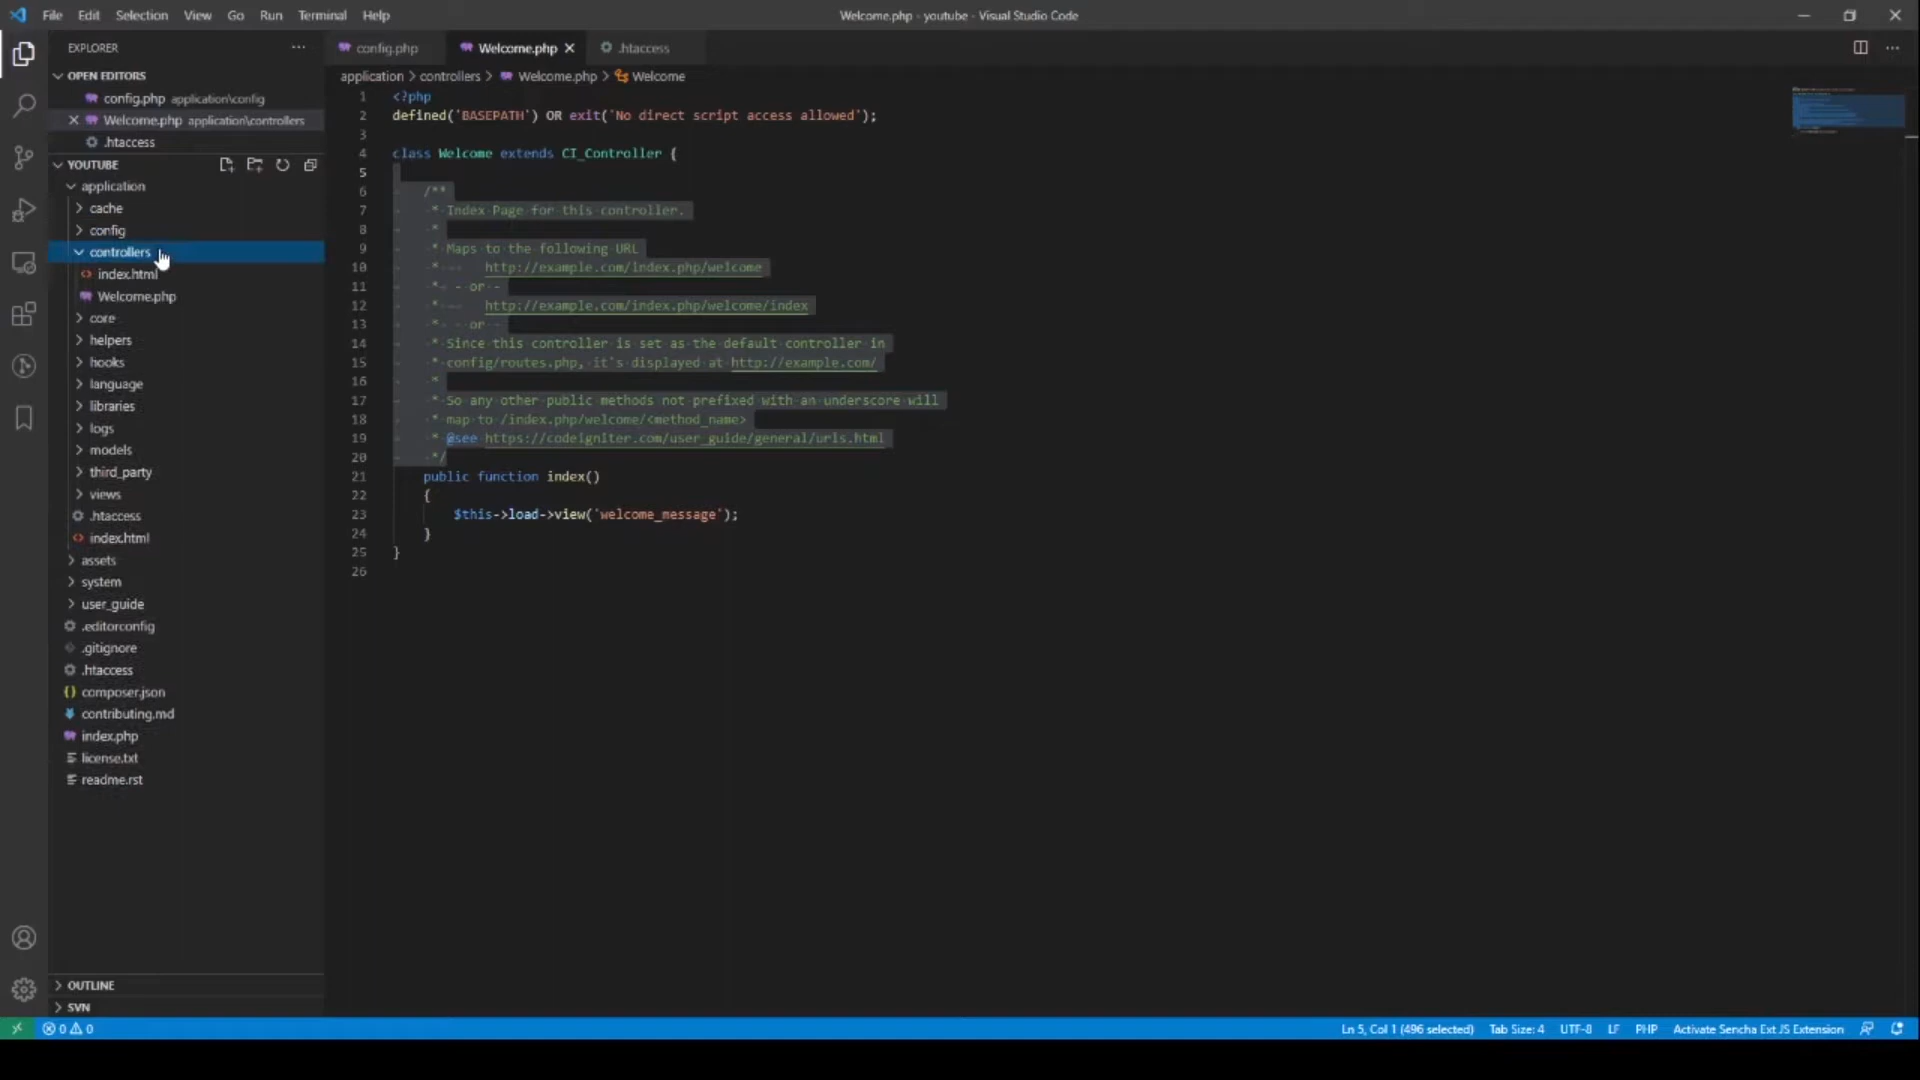 File Edit Selection View Go Run Terminal Help
Welcome.php - youtube - Visual Studio Code
EXPLORER
OPEN EDITORS
config.php application\config
Welcome.php application\controllers
.htaccess
YOUTUBE
application
cache
config
controllers
index.html
Welcome.php
core
helpers
hooks
language
libraries
logs
models
third_party
views
.htaccess
index.html
assets
system
user_guide
.editorconfig
.gitignore
.htaccess
composer.json
contributing.md
index.php
license.txt
readme.rst
OUTLINE
SVN
config.php Welcome.php .htaccess
application > controllers > Welcome.php > Welcome
1 <?php
2 defined('BASEPATH') OR exit('No direct script access allowed');
3
4 class Welcome extends CI_Controller {
5
6 /**
7 * Index Page for this controller.
8 *
9 * Maps to the following URL
10 * http://example.com/index.php/welcome
11 * - or -
12 * http://example.com/index.php/welcome/index
13 * - or -
14 * Since this controller is set as the default controller in
15 * config/routes.php, it's displayed at http://example.com/
16 *
17 * So any other public methods not prefixed with an underscore will
18 * map to /index.php/welcome/<method_name>
19 * @see https://codeigniter.com/user_guide/general/urls.html
20 */
21 public function index()
22 {
23 $this->load->view('welcome_message');
24 }
25 }
26
0 0
Ln 5, Col 1 (496 selected) Tab Size: 4 UTF-8 LF PHP Activate Sencha Ext JS Extension